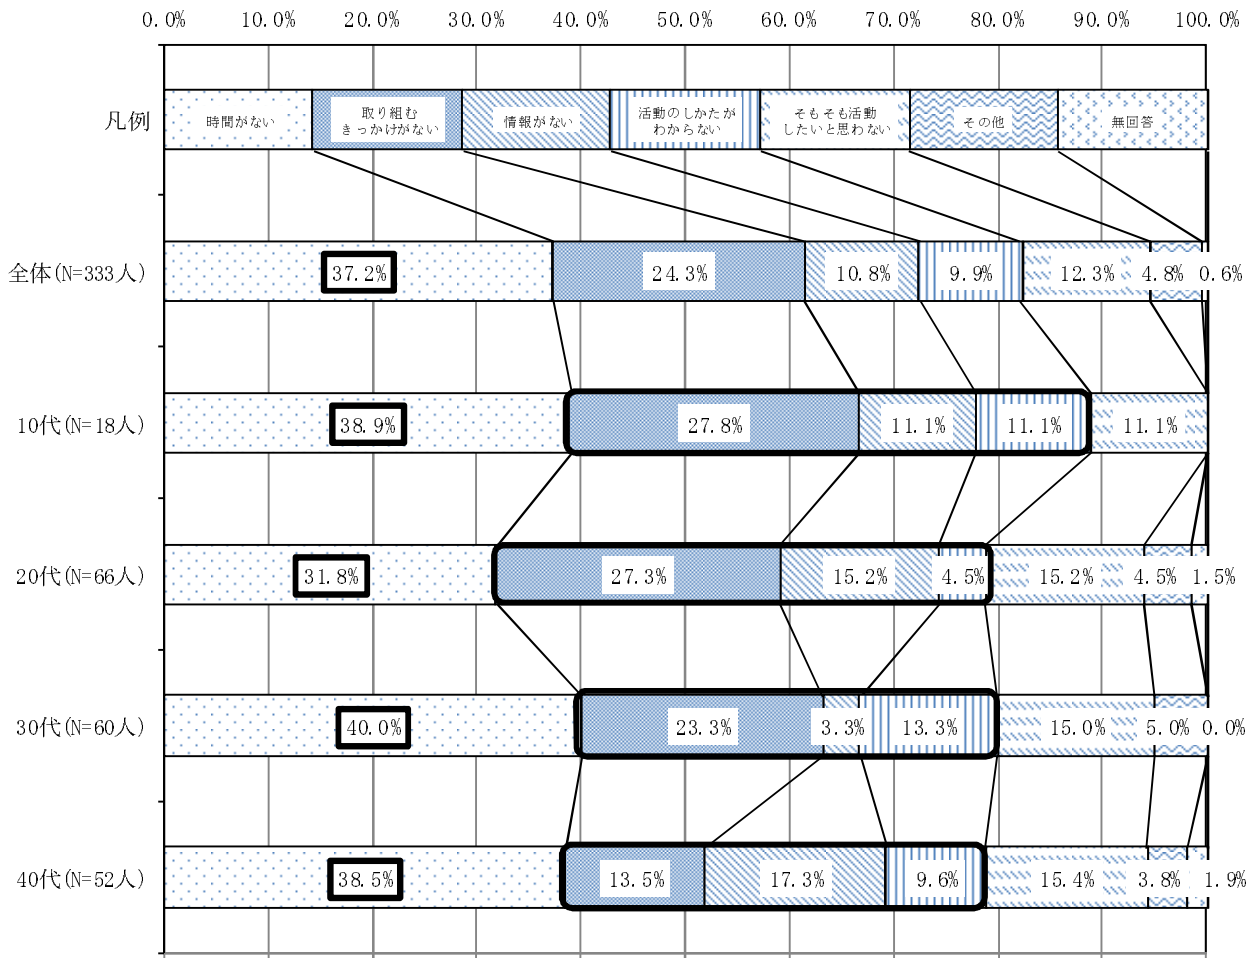 0.0% 10.0% 20.0% 30.0% 40.0% 50.0% 60.0% 70.0% 80.0% 90.0% 100.0%
凡例
時間がない
取り組む
きっかけがない
情報がない
活動のしかたが
わからない
そもそも活動
したいと思わない
その他
無回答
全体(N=333人) 37.2% 24.3% 10.8% 9.9% 12.3% 4.8% 0.6%
10代(N=18人) 38.9% 27.8% 11.1% 11.1% 11.1%
20代(N=66人) 31.8% 27.3% 15.2% 4.5% 15.2% 4.5% 1.5%
30代(N=60人) 40.0% 23.3% 3.3% 13.3% 15.0% 5.0% 0.0%
40代(N=52人) 38.5% 13.5% 17.3% 9.6% 15.4% 3.8% 1.9%